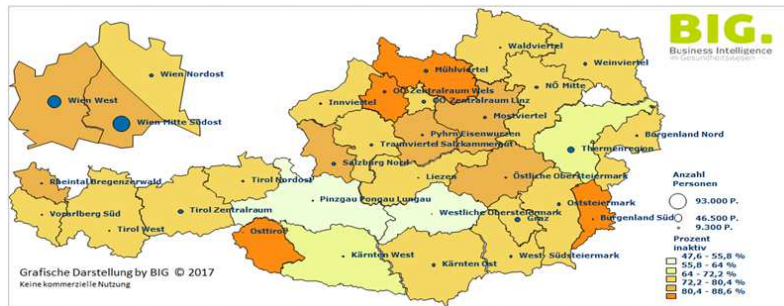 BIG.
Business Intelligence
im Gesundheitswesen
Waldviertel
Weinviertel
Wien Nordost
Mühlviertel
Wien West
OÖ Zentralraum Wels
NÖ Mitte
Innviertel
OÖ Zentralraum Linz
Mostviertel
Wien Mitte Südost
Pyhrn Eisenwurzen
Burgenland Nord
Traunviertel Salzkammergut
Thermenregion
Salzburg Nord
Liezen
Östliche Obersteiermark
Tirol Nordost
Rheintal Bregenzerwald
Anzahl
Personen
Pinzgau Pongau Lungau
Oststeiermark
93.000 P.
Vorarlberg Süd
Tirol Zentralraum
Westliche Obersteiermark
Graz
Burgenland Süd
46.500 P.
9.300 P.
Tirol West
Osttirol
Kärnten West
West- Südsteiermark
Kärnten Ost
Prozent
inaktiv
47,6 - 55,8 %
55,8 - 64 %
64 - 72,2 %
72,2 - 80,4 %
80,4 - 88,6 %
Grafische Darstellung by BIG © 2017
Keine kommerzielle Nutzung